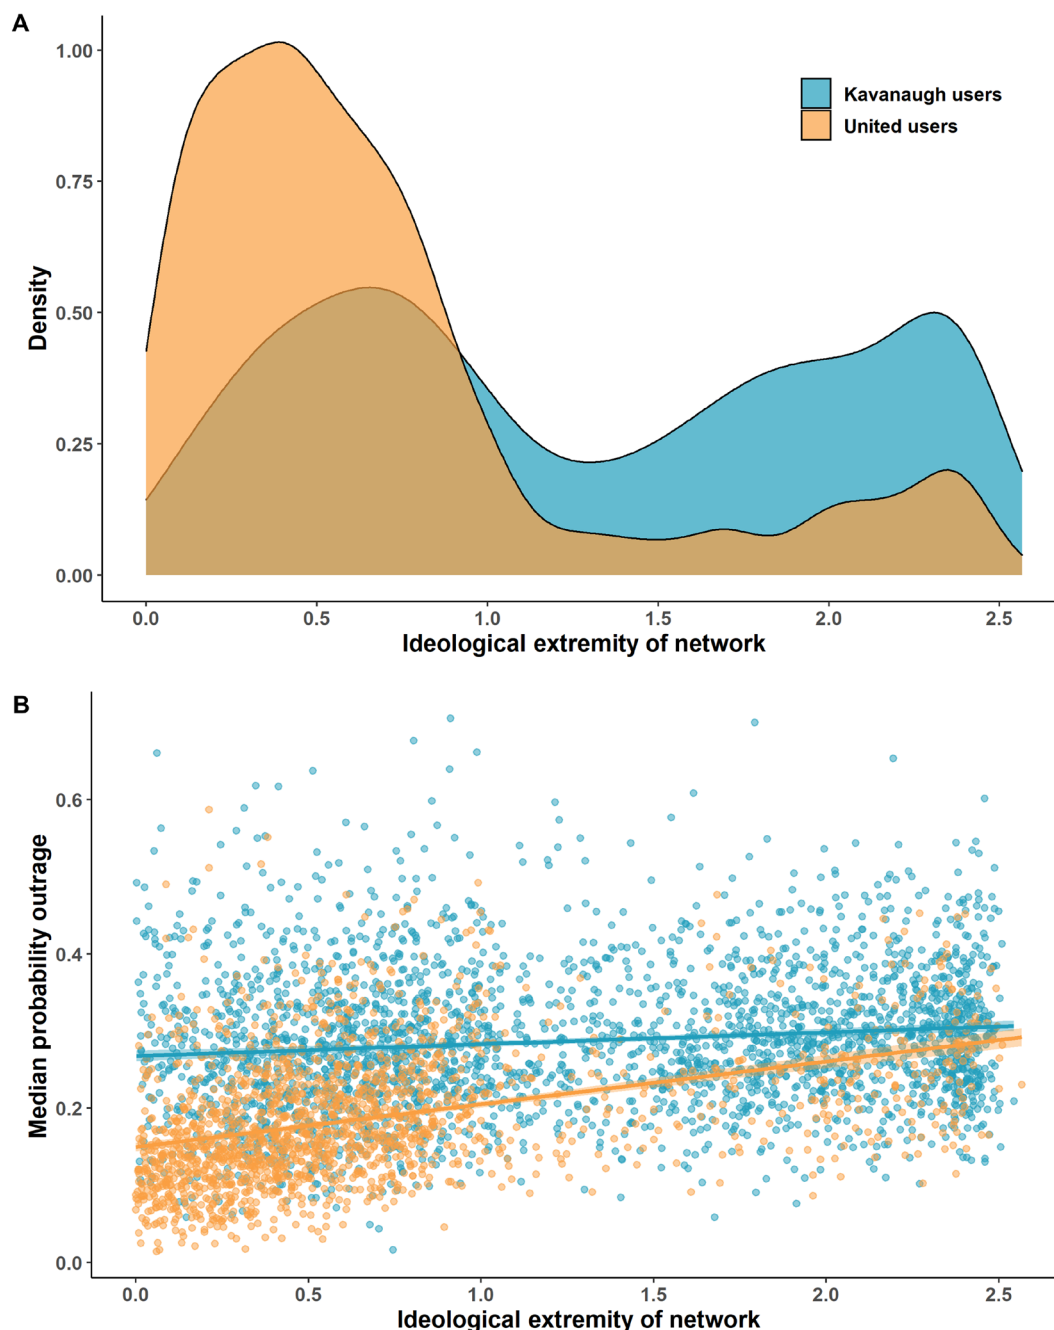 A
1.00
0.75
0.50
0.25
0.00
Density
Kavanaugh users
United users
0.0 0.5 1.0 1.5 2.0 2.5
Ideological extremity of network
B
0.6
0.4
0.2
0.0
Median probability outrage
0.0 0.5 1.0 1.5 2.0 2.5
Ideological extremity of network